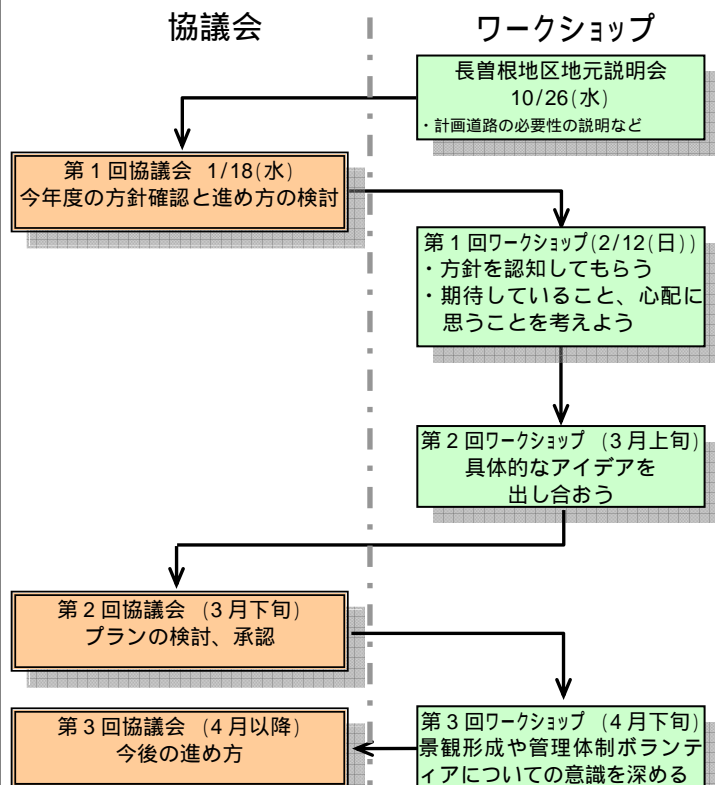 協議会
ワークショップ
長曽根地区地元説明会
10/26(水)
・計画道路の必要性の説明など
第1回協議会 1/18(水)
今年度の方針確認と進め方の検討
第1回ワークショップ(2/12(日))
・方針を認知してもらう
・期待していること、心配に
思うことを考えよう
第2回ワークショップ (3月上旬)
具体的なアイデアを
出し合おう
第2回協議会 (3月下旬)
プランの検討、承認
第3回ワークショップ (4月下旬)
景観形成や管理体制ボランテ
ィアについての意識を深める
第3回協議会 (4月以降)
今後の進め方